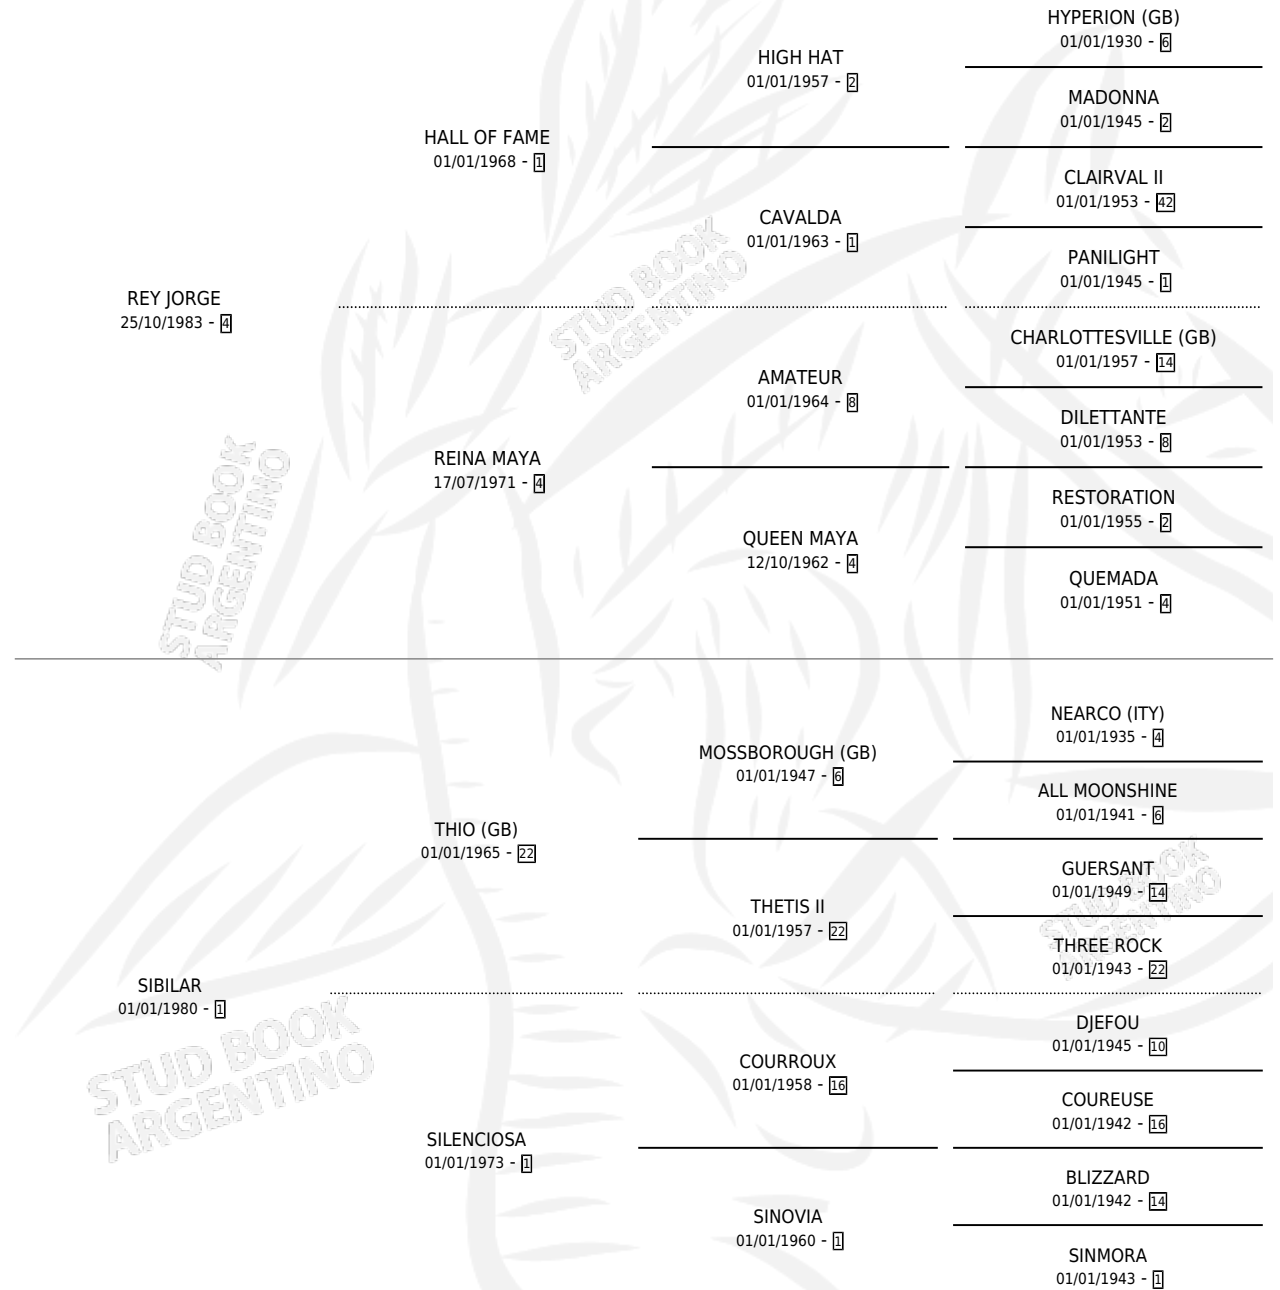 HYPERION (GB)
01/01/1930 - 6
HIGH HAT
01/01/1957 - 2
MADONNA
01/01/1945 - 2
HALL OF FAME
01/01/1968 - 1
CLAIRVAL II
01/01/1953 - 42
CAVALDA
01/01/1963 - 1
PANILIGHT
01/01/1945 - 1
REY JORGE
25/10/1983 - 4
CHARLOTTESVILLE (GB)
01/01/1957 - 14
AMATEUR
01/01/1964 - 8
DILETTANTE
01/01/1953 - 8
REINA MAYA
17/07/1971 - 4
RESTORATION
01/01/1955 - 2
QUEEN MAYA
12/10/1962 - 4
QUEMADA
01/01/1951 - 4
STUD BOOK
ARGENTINO
STUD BOOK
ARGENTINO
NEARCO (ITY)
01/01/1935 - 4
MOSSBOROUGH (GB)
01/01/1947 - 6
ALL MOONSHINE
01/01/1941 - 6
THIO (GB)
01/01/1965 - 22
GUERSANT
01/01/1949 - 14
THETIS II
01/01/1957 - 22
THREE ROCK
01/01/1943 - 22
SIBILAR
01/01/1980 - 1
DJEFOU
01/01/1945 - 10
COURROUX
01/01/1958 - 16
COUREUSE
01/01/1942 - 16
SILENCIOSA
01/01/1973 - 1
BLIZZARD
01/01/1942 - 14
SINOVIA
01/01/1960 - 1
SINMORA
01/01/1943 - 1
STUD BOOK
ARGENTINO
STUD BOOK
ARGENTINO